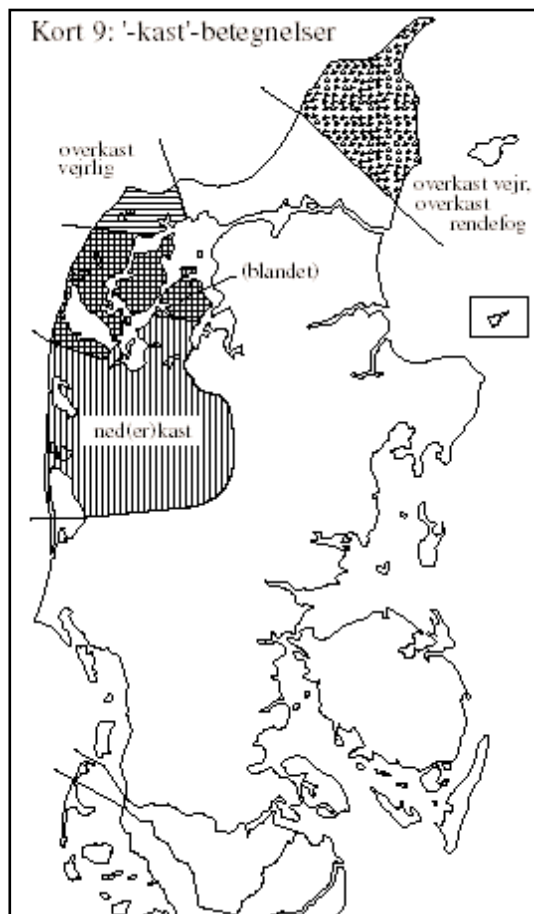 Kort 9: '-kast'-betegnelser
overkast
vejrlig
overkast vejr,
overkast
rendefog
(blandet)
ned(er)kast